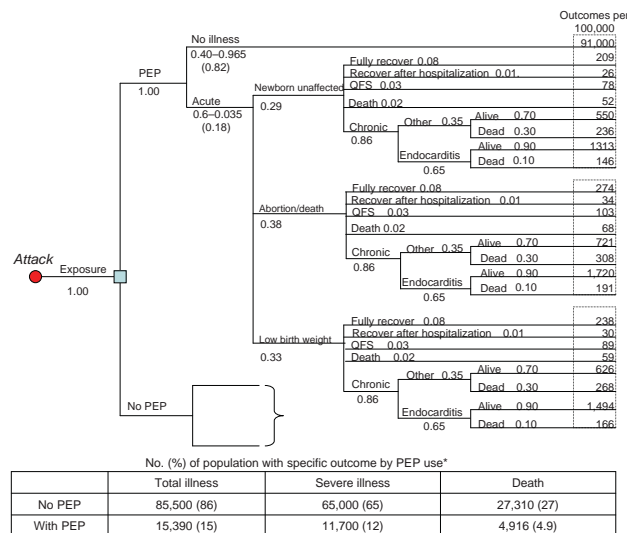 Outcomes per
100,000
No illness
0.40–0.965
(0.82)
91,000
PEP
1.00
Acute
0.6–0.035
(0.18)
Newborn unaffected
0.29
Fully recover 0.08
209
Recover after hospitalization 0.01.
26
QFS 0.03
78
Death 0.02
52
Chronic
0.86
Other 0.35
Alive 0.70
550
Dead 0.30
236
Endocarditis
0.65
Alive 0.90
1313
Dead 0.10
146
Abortion/death
0.38
Fully recover 0.08
274
Recover after hospitalization 0.01
34
QFS 0.03
103
Death 0.02
68
Chronic
0.86
Other 0.35
Alive 0.70
721
Dead 0.30
308
Endocarditis
0.65
Alive 0.90
1,720
Dead 0.10
191
Attack
Exposure
1.00
Low birth weight
0.33
Fully recover 0.08
238
Recover after hospitalization 0.01
30
QFS 0.03
89
Death 0.02
59
Chronic
0.86
Other 0.35
Alive 0.70
626
Dead 0.30
268
Endocarditis
0.65
Alive 0.90
1,494
Dead 0.10
166
No PEP
No. (%) of population with specific outcome by PEP use*
Total illness Severe illness Death
No PEP 85,500 (86) 65,000 (65) 27,310 (27)
With PEP 15,390 (15) 11,700 (12) 4,916 (4.9)